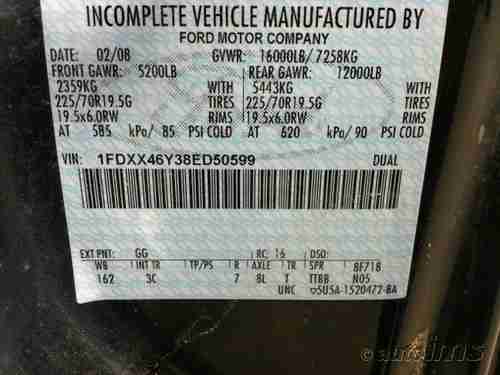 INCOMPLETE VEHICLE MANUFACTURED BY
FORD MOTOR COMPANY
DATE: 02/08 GVWR: 16000LB/ 7258KG
FRONT GAWR: 5200LB REAR GAWR: 12000LB
2359KG WITH 5443KG WITH
225/70R19.5G TIRES 225/70R19.5G TIRES
19.5x6.0RW RIMS 19.5x6.0RW RIMS
AT 585 kPa/ 85 PSI COLD AT 620 kPa/ 90 PSI COLD
VIN: 1FDXX46Y38ED50599 DUAL
EXT PNT: GG RC: 16 DSO:
WB INT TR TP/PS R AXLE TR SPR 8F718
162 3C 7 8L T TTBB N05
UNC 5U5A-1520472-BA
autoims